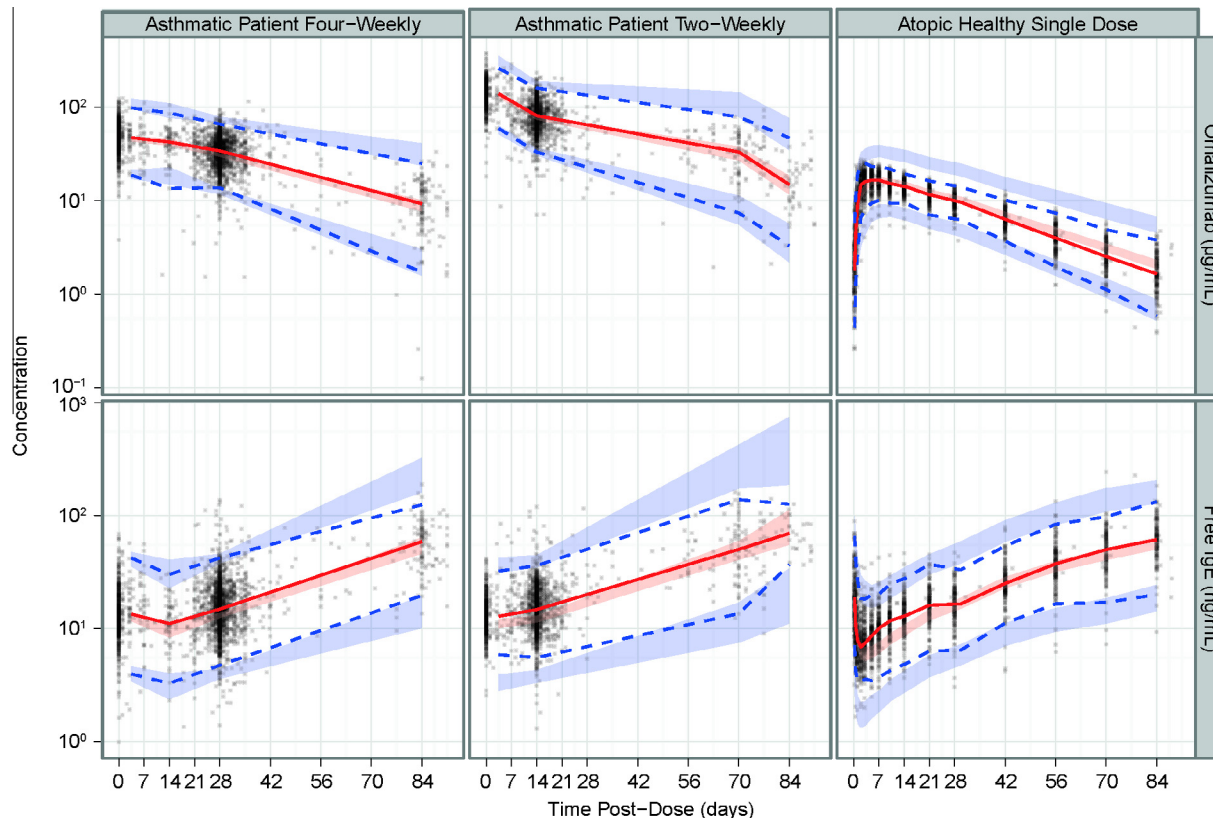 Asthmatic Patient Four−Weekly
Asthmatic Patient Two−Weekly
Atopic Healthy Single Dose
10²
10¹
10⁰
10⁻¹
10³
10²
10¹
10⁰
Concentration
0 7 14 21 28 42 56 70 84
0 7 14 21 28 42 56 70 84
0 7 14 21 28 42 56 70 84
Time Post−Dose (days)